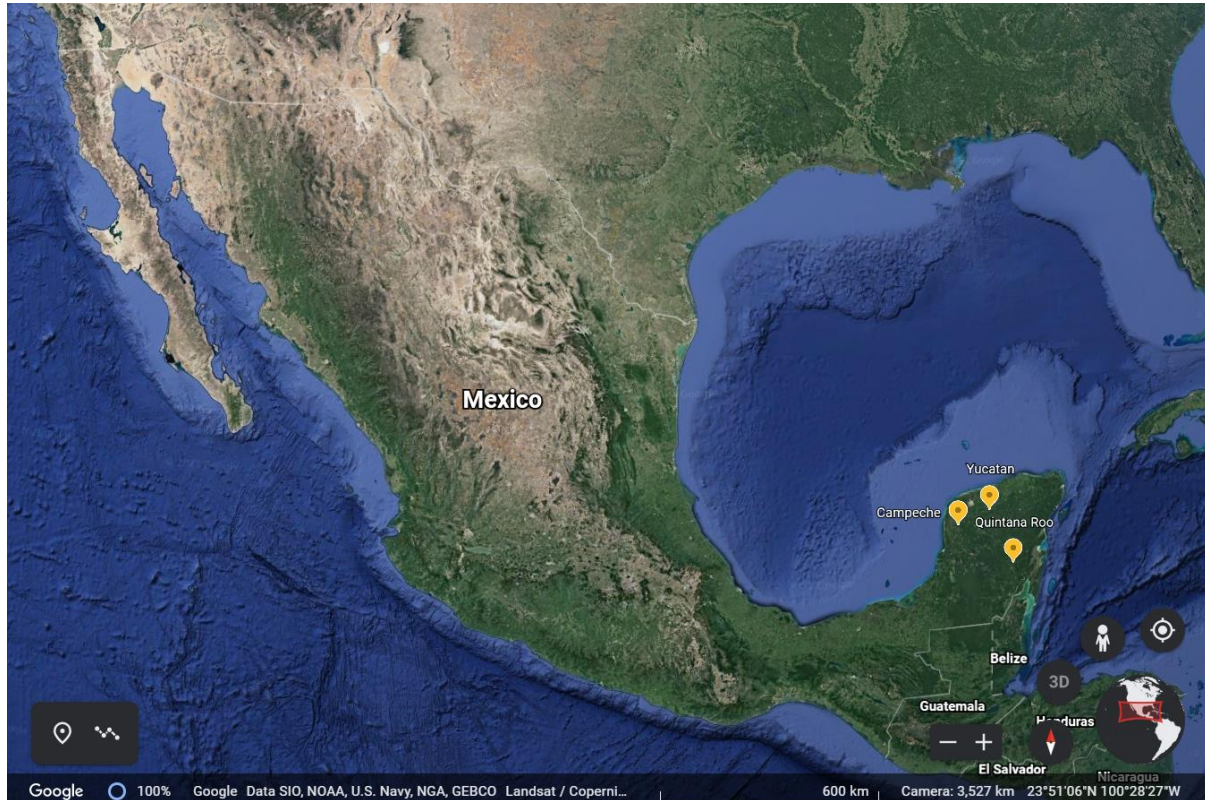 Mexico
Yucatan
Campeche
Quintana Roo
Belize
3D
Guatemala
Honduras
El Salvador
Nicaragua
Google 100% Google Data SIO, NOAA, U.S. Navy, NGA, GEBCO Landsat / Coperni... 600 km Camera: 3,527 km 23°51'06"N 100°28'27"W